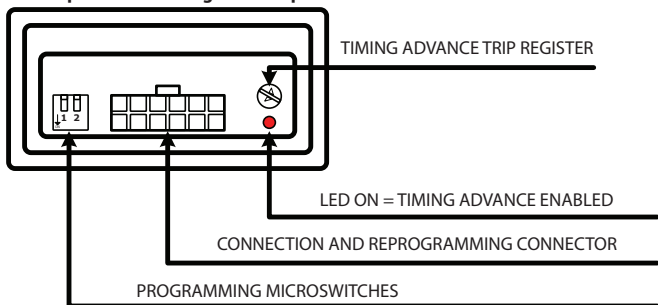 TIMING ADVANCE TRIP REGISTER
1 2
LED ON = TIMING ADVANCE ENABLED
CONNECTION AND REPROGRAMMING CONNECTOR
PROGRAMMING MICROSWITCHES